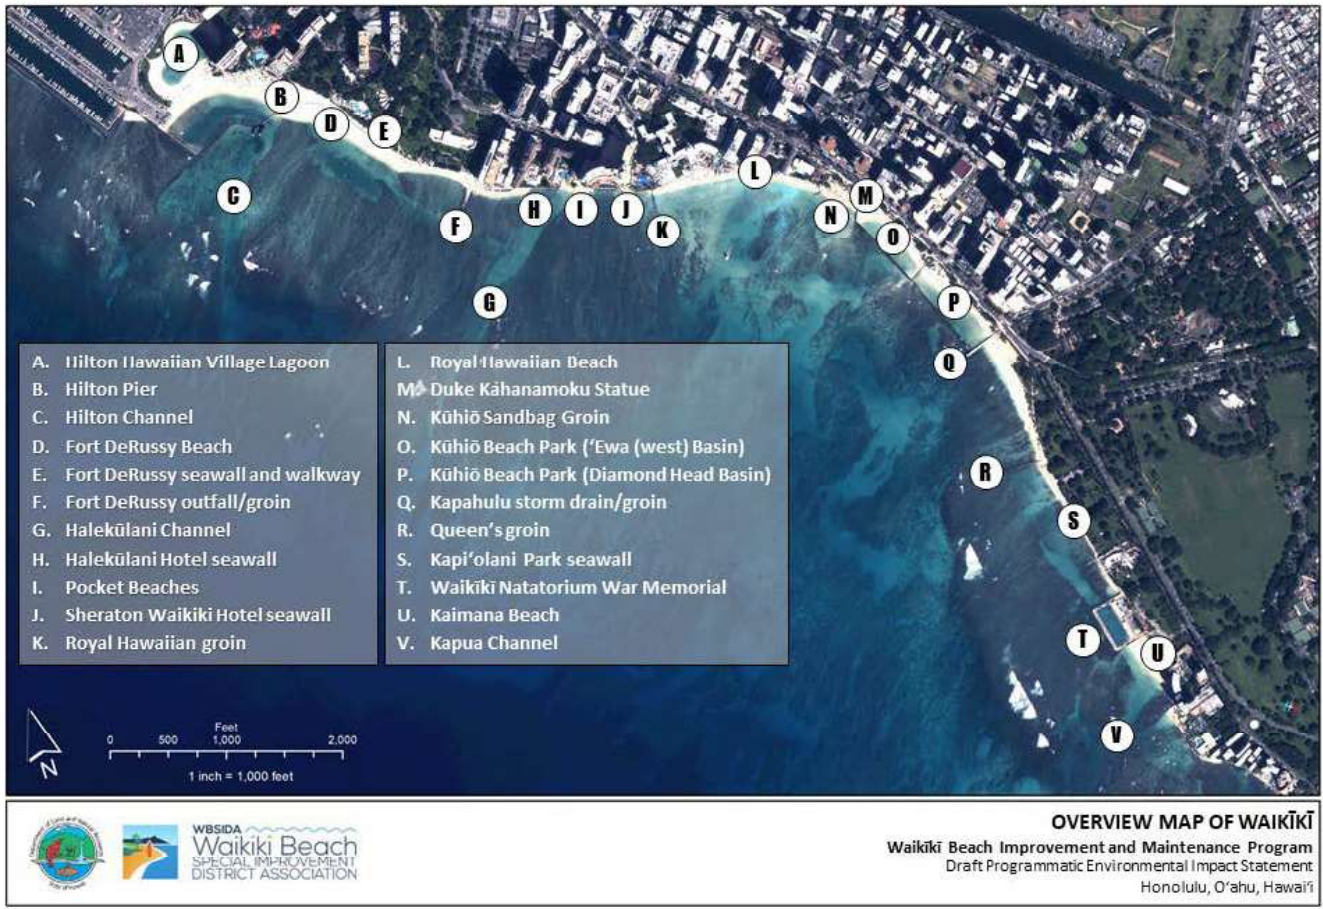 A
B
D
E
C
F
H
I
J
K
L
M
N
O
G
P
Q
R
S
T
U
V
A. Hilton Hawaiian Village Lagoon
B. Hilton Pier
C. Hilton Channel
D. Fort DeRussy Beach
E. Fort DeRussy seawall and walkway
F. Fort DeRussy outfall/groin
G. Halekūlani Channel
H. Halekūlani Hotel seawall
I. Pocket Beaches
J. Sheraton Waikiki Hotel seawall
K. Royal Hawaiian groin
L. Royal Hawaiian Beach
M. Duke Kahanamoku Statue
N. Kūhiō Sandbag Groin
O. Kūhiō Beach Park (ʻEwa (west) Basin)
P. Kūhiō Beach Park (Diamond Head Basin)
Q. Kapahulu storm drain/groin
R. Queen's groin
S. Kapiʻolani Park seawall
T. Waikīkī Natatorium War Memorial
U. Kaimana Beach
V. Kapua Channel
N
Feet
0 500 1,000 2,000
1 inch = 1,000 feet
WBSIDA
Waikiki Beach
SPECIAL IMPROVEMENT
DISTRICT ASSOCIATION
OVERVIEW MAP OF WAIKĪKĪ
Waikīkī Beach Improvement and Maintenance Program
Draft Programmatic Environmental Impact Statement
Honolulu, Oʻahu, Hawaiʻi